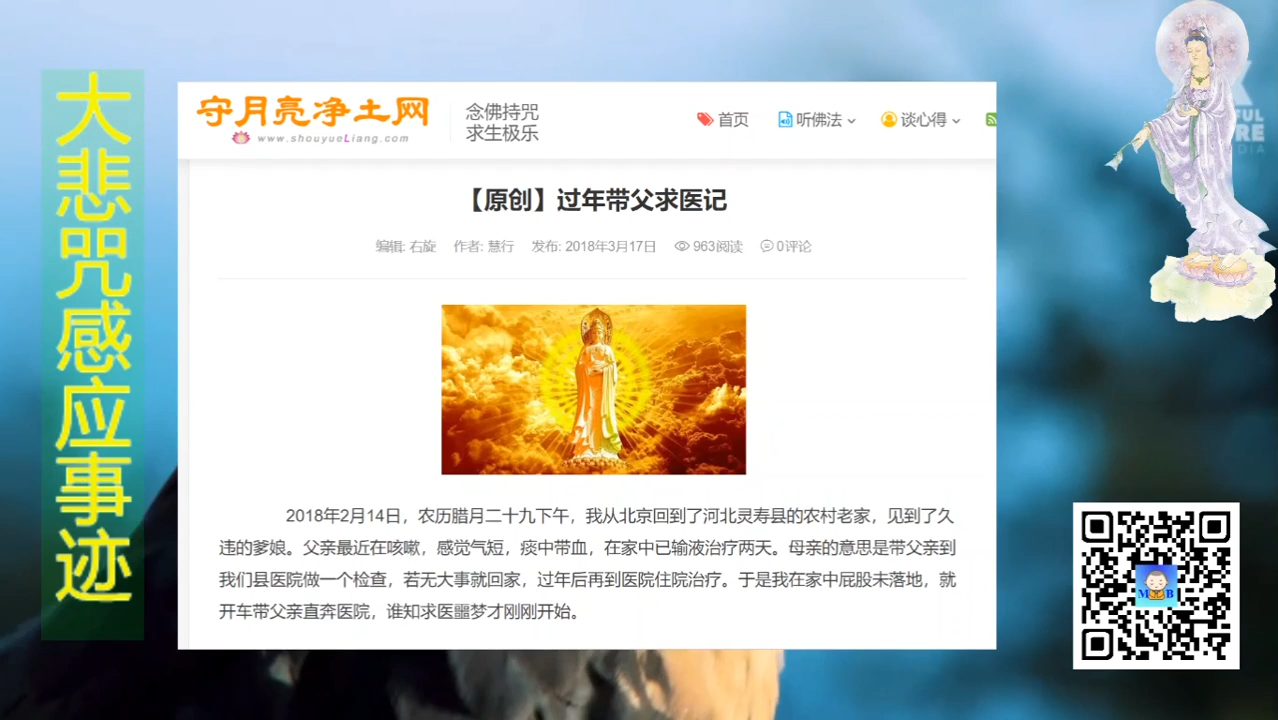 大悲咒感应事迹
守月亮净土网
www.shouyueLiang.com
念佛持咒
求生极乐
首页
听佛法
谈心得
【原创】过年带父求医记
编辑: 右旋 作者: 慧行 发布: 2018年3月17日 963阅读 0评论
2018年2月14日，农历腊月二十九下午，我从北京回到了河北灵寿县的农村老家，见到了久
违的爹娘。父亲最近在咳嗽，感觉气短，痰中带血，在家中已输液治疗两天。母亲的意思是带父亲到
我们县医院做一个检查，若无大事就回家，过年后再到医院住院治疗。于是我在家中屁股未落地，就
开车带父亲直奔医院，谁知求医噩梦才刚刚开始。
M B